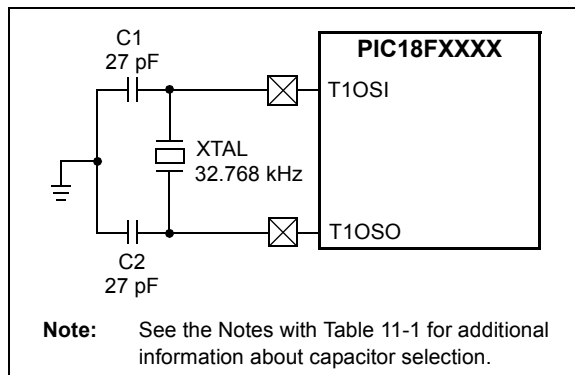 C1
27 pF
PIC18FXXXX
T1OSI
XTAL
32.768 kHz
T1OSO
C2
27 pF
Note: See the Notes with Table 11-1 for additional
information about capacitor selection.